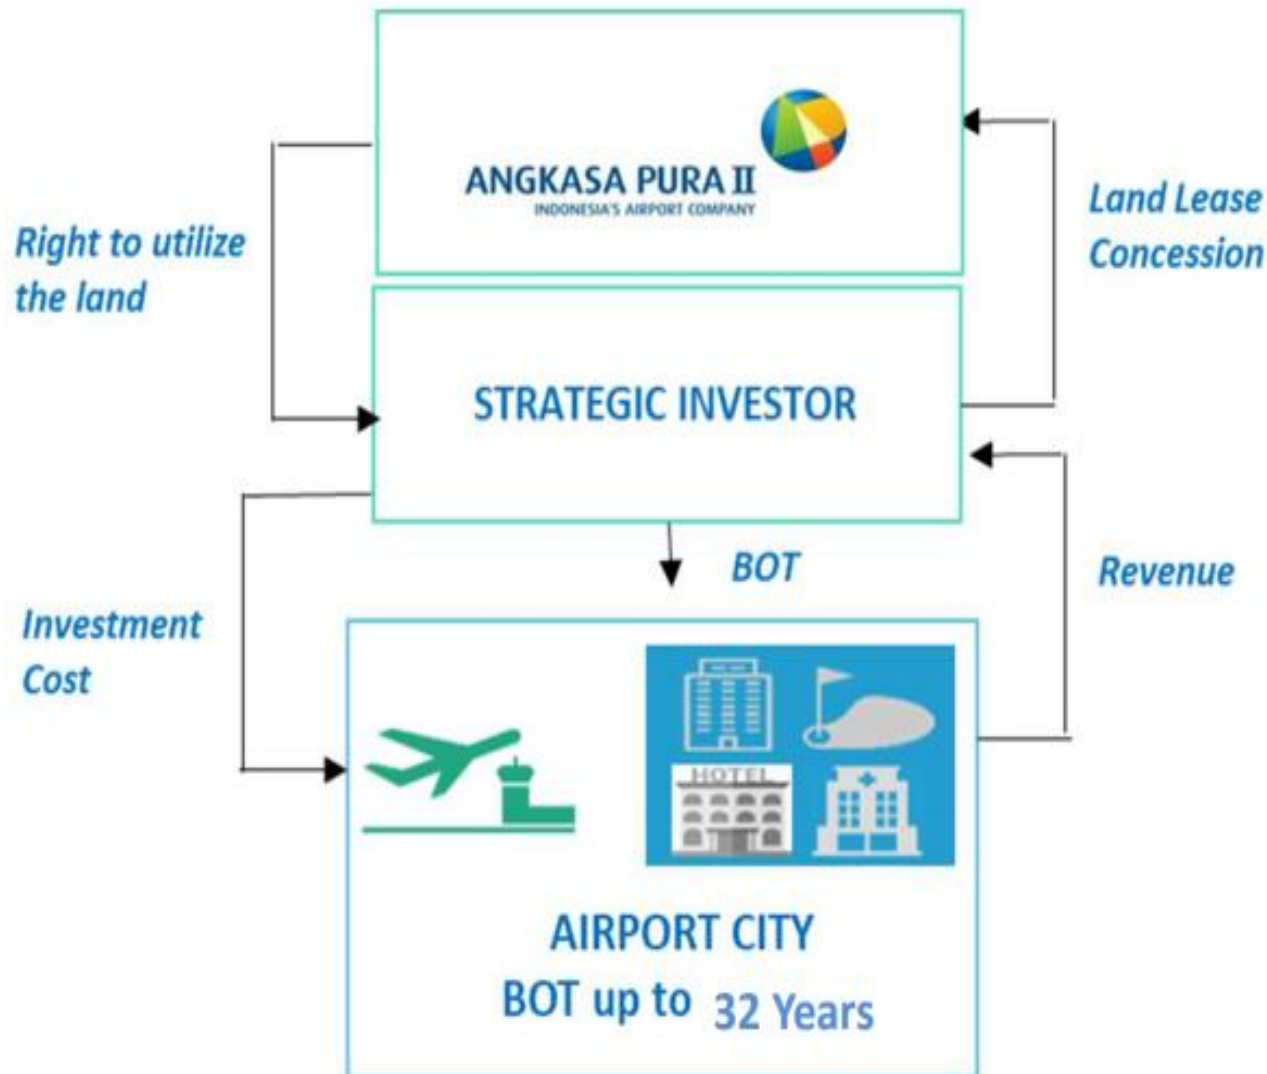 ANGKASA PURA II
INDONESIA'S AIRPORT COMPANY
Right to utilize
the land
Land Lease
Concession
STRATEGIC INVESTOR
BOT
Revenue
Investment
Cost
HOTEL
AIRPORT CITY
BOT up to 32 Years